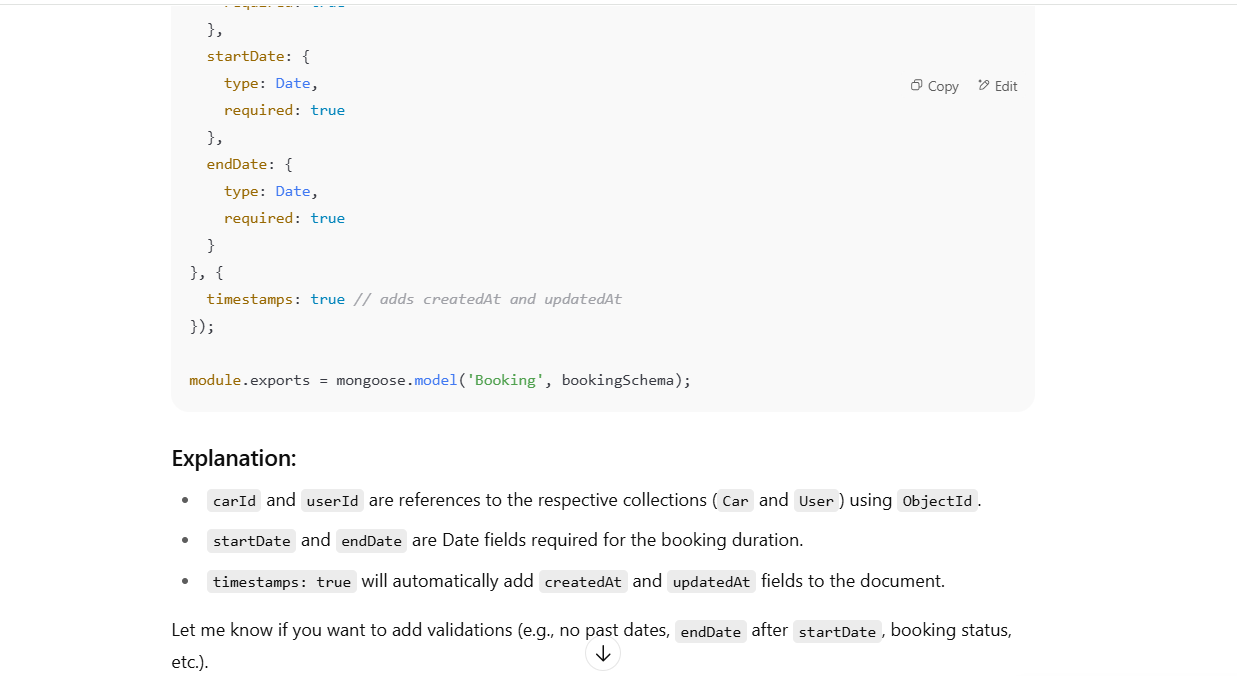 },
startDate: {
type: Date,
Copy Edit
required: true
},
endDate: {
type: Date,
required: true
}
}, {
timestamps: true // adds createdAt and updatedAt
});
module.exports = mongoose.model('Booking', bookingSchema);
Explanation:
• carId and userId are references to the respective collections ( Car and User ) using ObjectId .
• startDate and endDate are Date fields required for the booking duration.
• timestamps: true will automatically add createdAt and updatedAt fields to the document.
Let me know if you want to add validations (e.g., no past dates, endDate after startDate , booking status,
etc.).